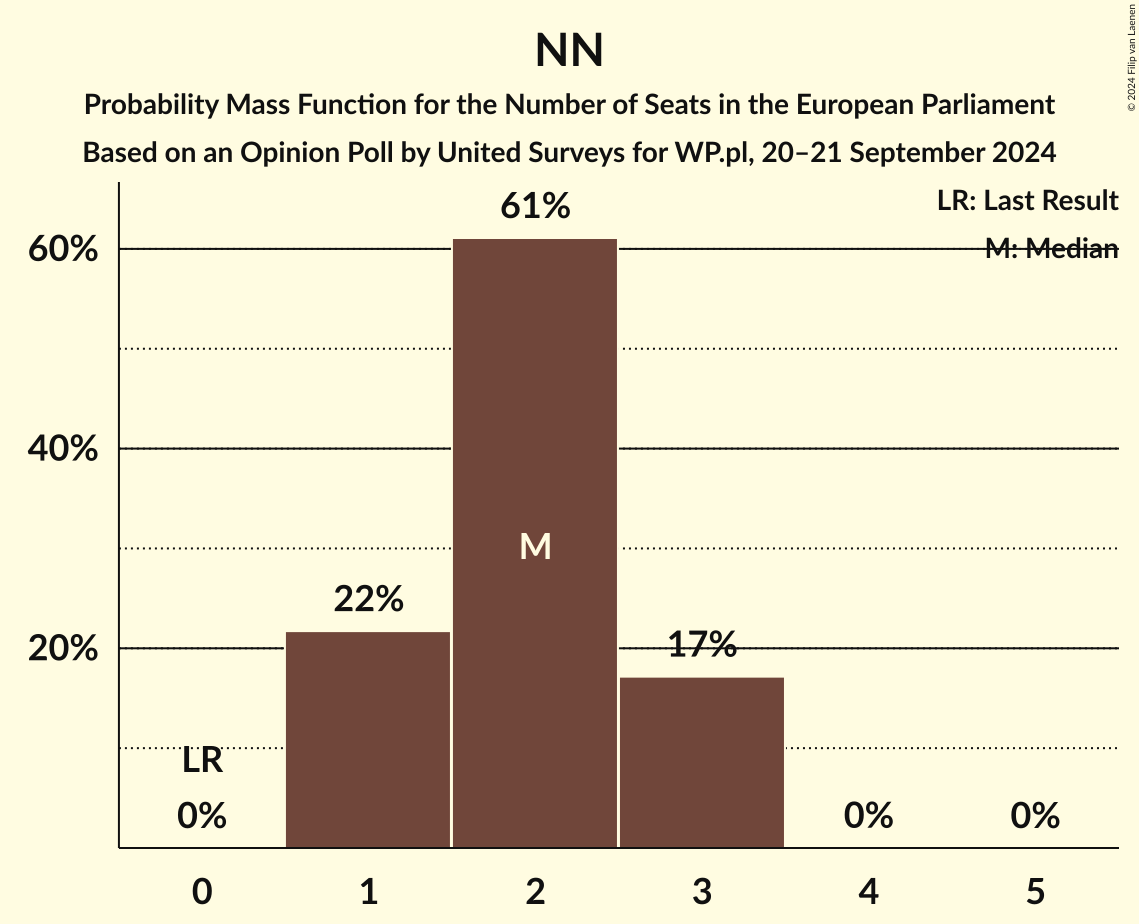 NN
Probability Mass Function for the Number of Seats in the European Parliament
Based on an Opinion Poll by United Surveys for WP.pl, 20–21 September 2024
© 2024 Filip van Laenen
LR: Last Result
M: Median
61%
60%
40%
M
22%
20%
17%
LR
0%
0%
0%
0
1
2
3
4
5